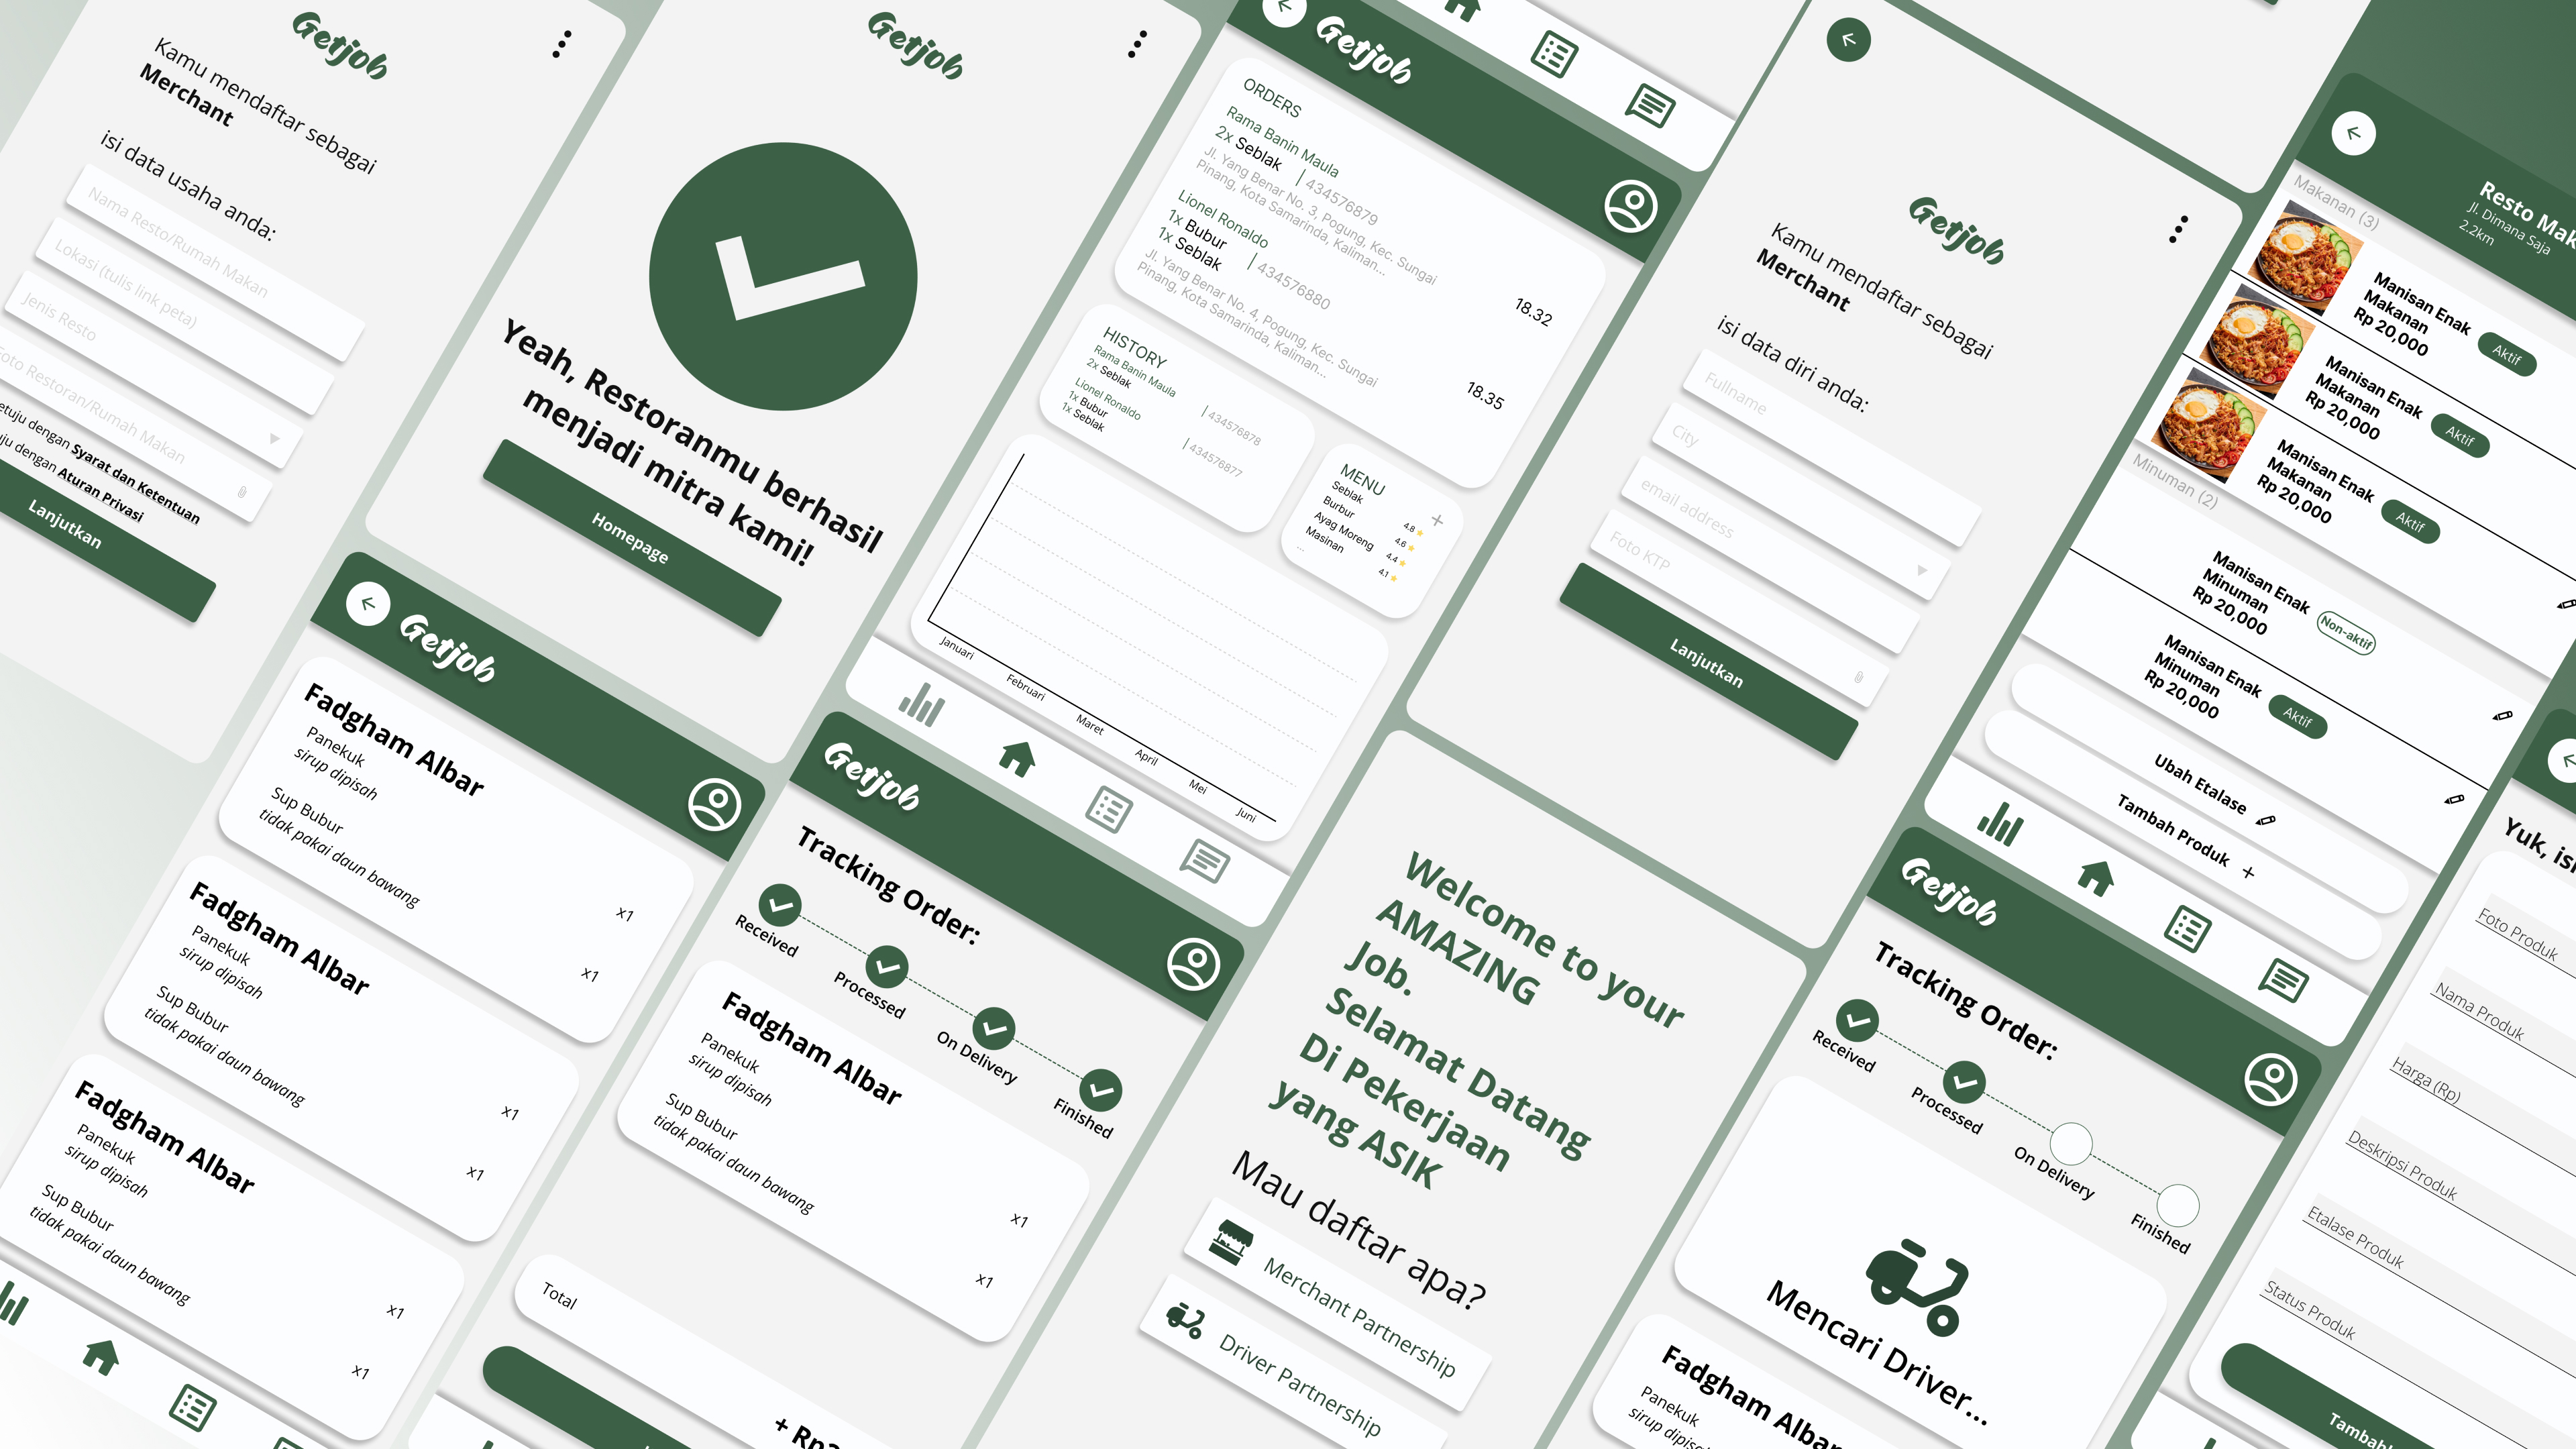 Getjob
Kamu mendaftar sebagai
Merchant
isi data usaha anda:
Nama Resto/Rumah Makan
Lokasi (tulis link peta)
Jenis Resto
Foto Restoran/Rumah Makan
dengan Syarat dan Ketentuan
dengan Aturan Privasi
Lanjutkan
Getjob
Yeah, Restoranmu berhasil
menjadi mitra kami!
Homepage
Getjob
Fadgham Albar
Panekuk
sirup dipisah
x1
Sup Bubur
tidak pakai daun bawang
x1
Fadgham Albar
Panekuk
sirup dipisah
x1
Sup Bubur
tidak pakai daun bawang
x1
Fadgham Albar
Panekuk
sirup dipisah
x1
Sup Bubur
tidak pakai daun bawang
x1
Getjob
ORDERS
Rama Banin Maula
2x Seblak | 434576879
Jl. Yang Benar No. 3, Pogung, Kec. Sungai
Pinang, Kota Samarinda, Kaliman...
18.32
Lionel Ronaldo
1x Bubur
1x Seblak | 434576880
Jl. Yang Benar No. 4, Pogung, Kec. Sungai
Pinang, Kota Samarinda, Kaliman...
18.35
HISTORY
Rama Banin Maula
2x Seblak | 434576878
Lionel Ronaldo
1x Bubur
1x Seblak | 434576877
MENU +
Seblak 4.8
Burbur 4.6
Ayag Moreng 4.4
Masinan 4.1
...
Januari Februari Maret April Mei Juni
Getjob
Tracking Order:
Received Processed On Delivery Finished
Fadgham Albar
Panekuk
sirup dipisah
x1
Sup Bubur
tidak pakai daun bawang
x1
Total
Welcome to your
AMAZING
Job.
Selamat Datang
Di Pekerjaan
yang ASIK
Mau daftar apa?
Merchant Partnership
Driver Partnership
Getjob
Kamu mendaftar sebagai
Merchant
isi data diri anda:
Fullname
City
email address
Foto KTP
Lanjutkan
Getjob
Tracking Order:
Received Processed On Delivery Finished
Mencari Driver...
Fadgham Albar
Panekuk
Resto
Jl. Dimana Saja
2.2km
Makanan (3)
Manisan Enak
Makanan
Rp 20,000
Aktif
Manisan Enak
Makanan
Rp 20,000
Aktif
Manisan Enak
Makanan
Rp 20,000
Aktif
Minuman (2)
Manisan Enak
Minuman
Rp 20,000
Non-aktif
Manisan Enak
Minuman
Rp 20,000
Aktif
Ubah Etalase
Tambah Produk +
Yuk,
Foto Produk
Nama Produk
Harga (Rp)
Deskripsi Produk
Etalase Produk
Status Produk